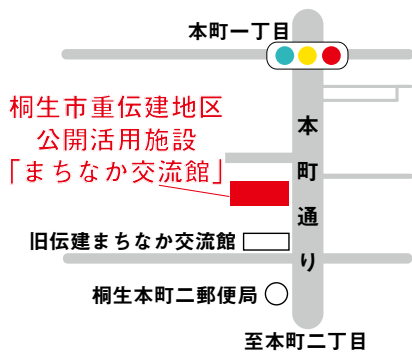 本町一丁目
桐生市重伝建地区
公開活用施設
「まちなか交流館」
本町通り
旧伝建まちなか交流館
桐生本町二郵便局
至本町二丁目